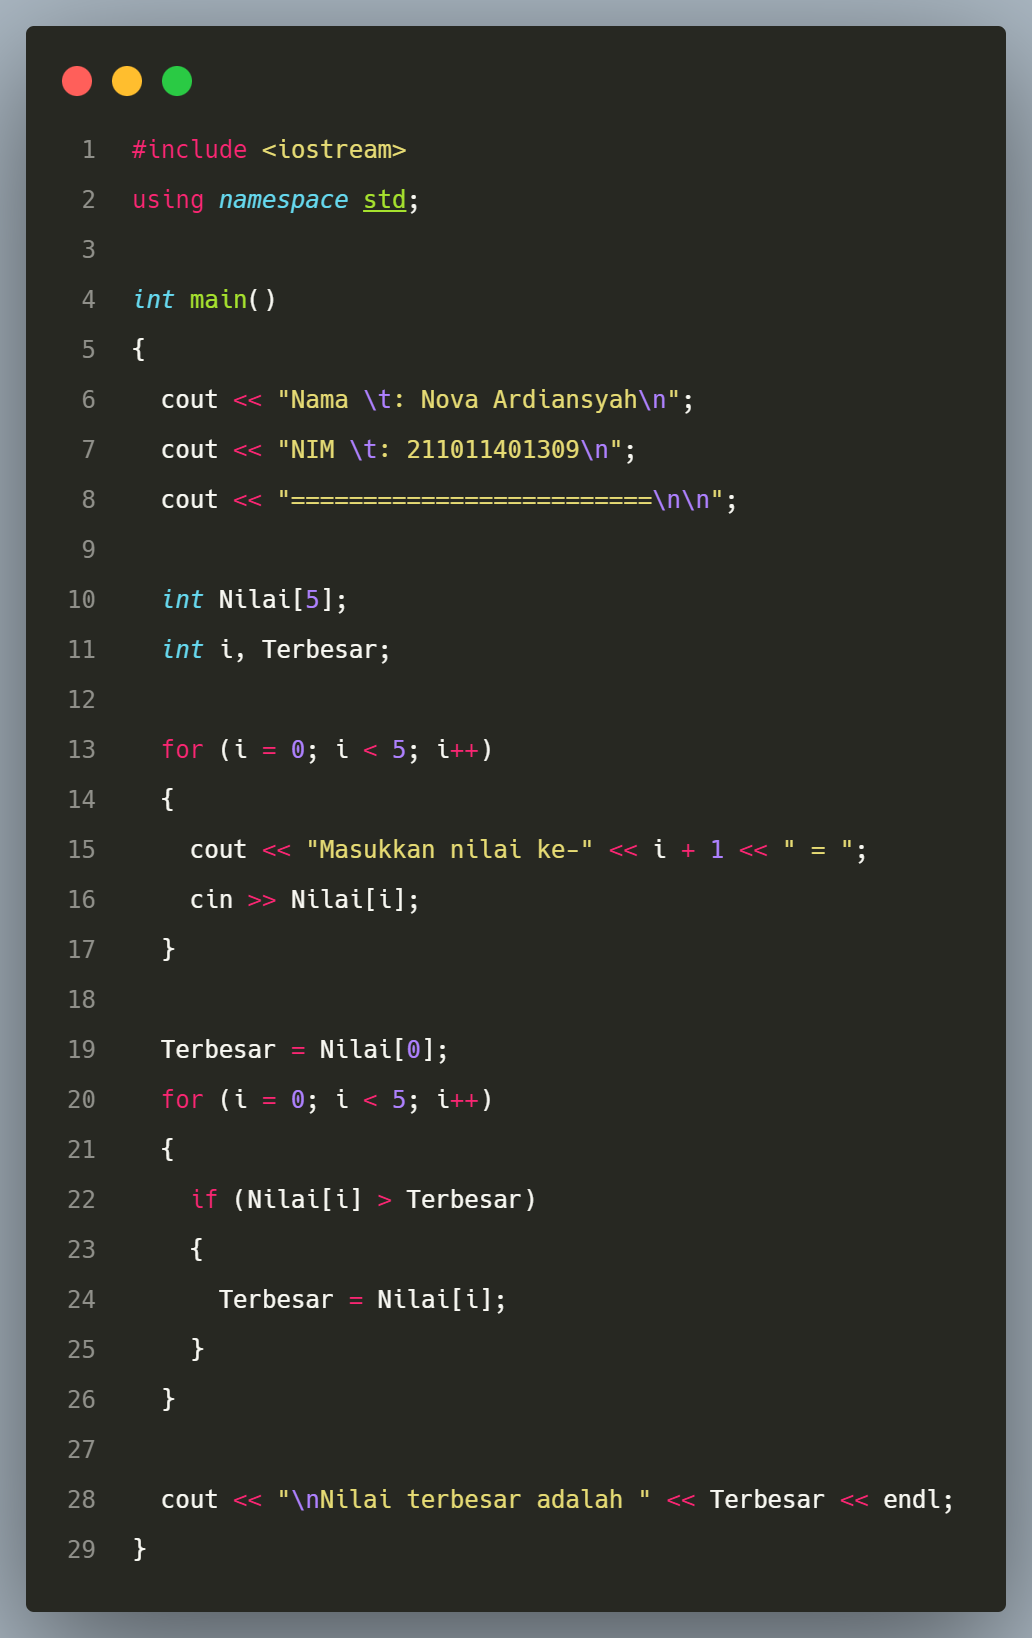 1 #include <iostream>
2 using namespace std;
3
4 int main()
5 {
6   cout << "Nama \t: Nova Ardiansyah\n";
7   cout << "NIM \t: 211011401309\n";
8   cout << "=========================\n\n";
9
10   int Nilai[5];
11   int i, Terbesar;
12
13   for (i = 0; i < 5; i++)
14   {
15     cout << "Masukkan nilai ke-" << i + 1 << " = ";
16     cin >> Nilai[i];
17   }
18
19   Terbesar = Nilai[0];
20   for (i = 0; i < 5; i++)
21   {
22     if (Nilai[i] > Terbesar)
23     {
24       Terbesar = Nilai[i];
25     }
26   }
27
28   cout << "\nNilai terbesar adalah " << Terbesar << endl;
29 }